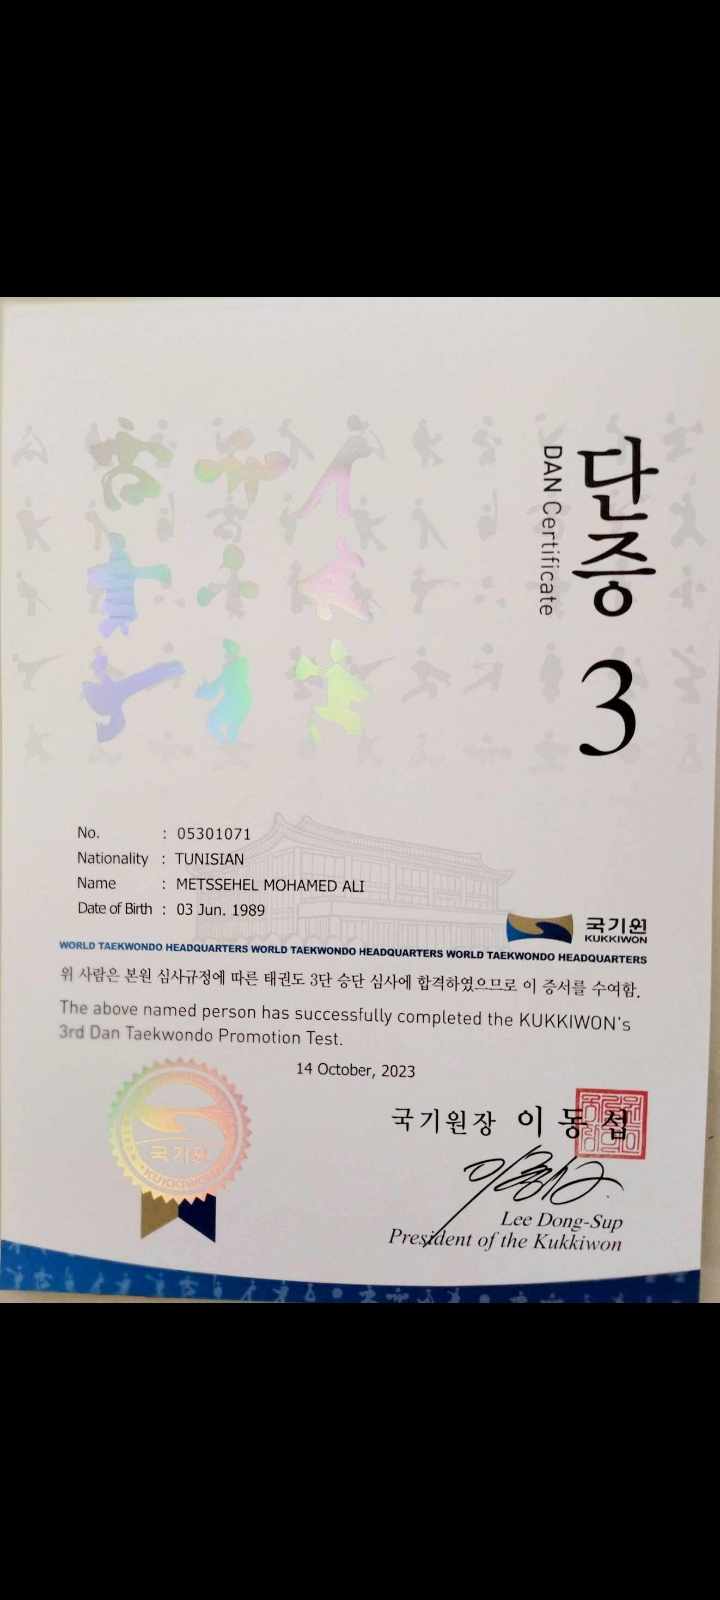 단증
DAN Certificate
3
No. : 05301071
Nationality : TUNISIAN
Name : METSSEHEL MOHAMED ALI
Date of Birth : 03 Jun. 1989
국기원
KUKKIWON
WORLD TAEKWONDO HEADQUARTERS WORLD TAEKWONDO HEADQUARTERS WORLD TAEKWONDO HEADQUARTERS
위 사람은 본원 심사규정에 따른 태권도 3단 승단 심사에 합격하였으므로 이 증서를 수여함.
The above named person has successfully completed the KUKKIWON's
3rd Dan Taekwondo Promotion Test.
14 October, 2023
국기원
KUKKIWON
국기원장 이동섭
Lee Dong-Sup
President of the Kukkiwon